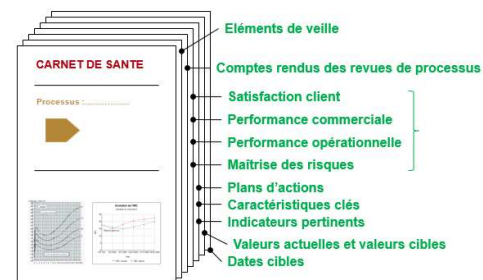 CARNET DE SANTE
Processus :................
Eléments de veille
Comptes rendus des revues de processus
Satisfaction client
Performance commerciale
Performance opérationnelle
Maîtrise des risques
Plans d’actions
Caractéristiques clés
Indicateurs pertinents
Valeurs actuelles et valeurs cibles
Dates cibles